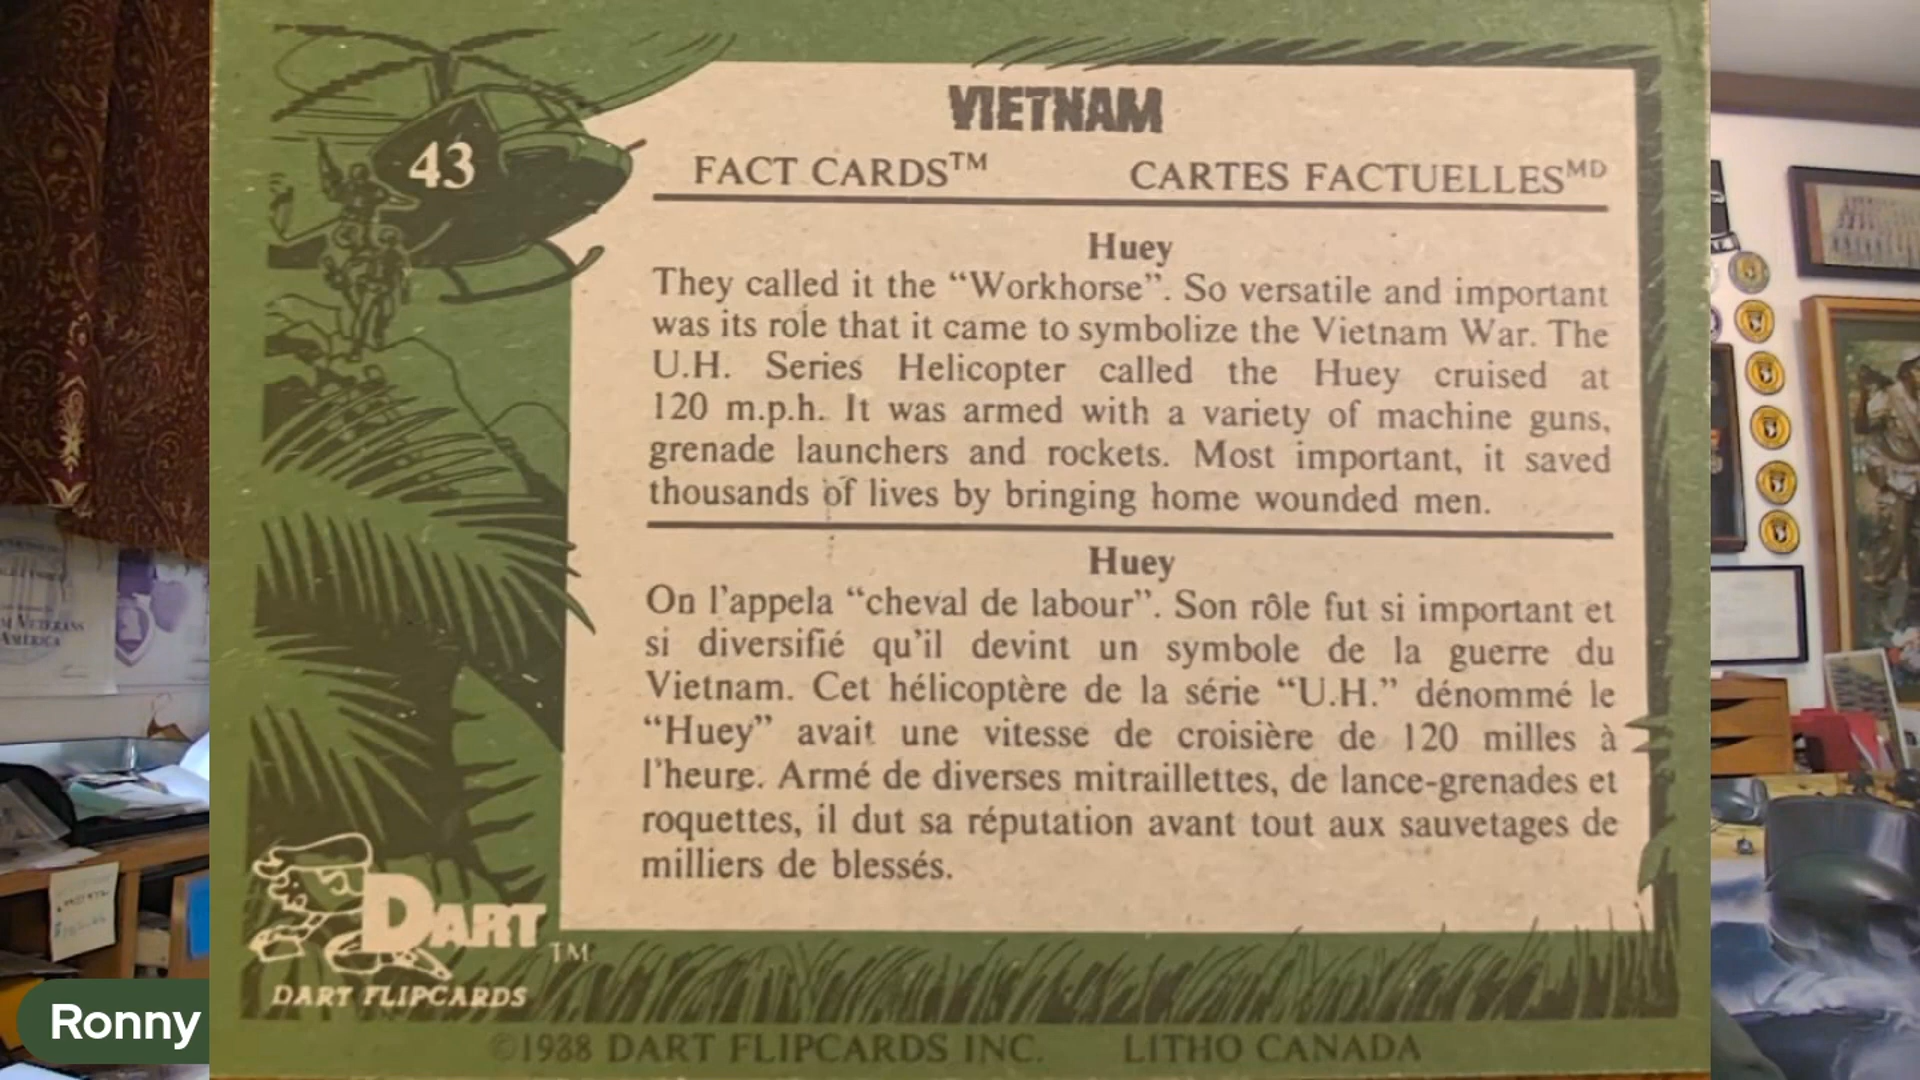 43
VIETNAM
FACT CARDS™ CARTES FACTUELLESMD
Huey
They called it the “Workhorse”. So versatile and important
was its role that it came to symbolize the Vietnam War. The
U.H. Series Helicopter called the Huey cruised at
120 m.p.h. It was armed with a variety of machine guns,
grenade launchers and rockets. Most important, it saved
thousands of lives by bringing home wounded men.
Huey
On l’appela “cheval de labour”. Son rôle fut si important et
si diversifié qu’il devint un symbole de la guerre du
Vietnam. Cet hélicoptère de la série “U.H.” dénommé le
“Huey” avait une vitesse de croisière de 120 milles à
l’heure. Armé de diverses mitraillettes, de lance-grenades et
roquettes, il dut sa réputation avant tout aux sauvetages de
milliers de blessés.
DART™
DART FLIPCARDS
©1988 DART FLIPCARDS INC. LITHO CANADA
VETERANS
AMERICA
Ronny